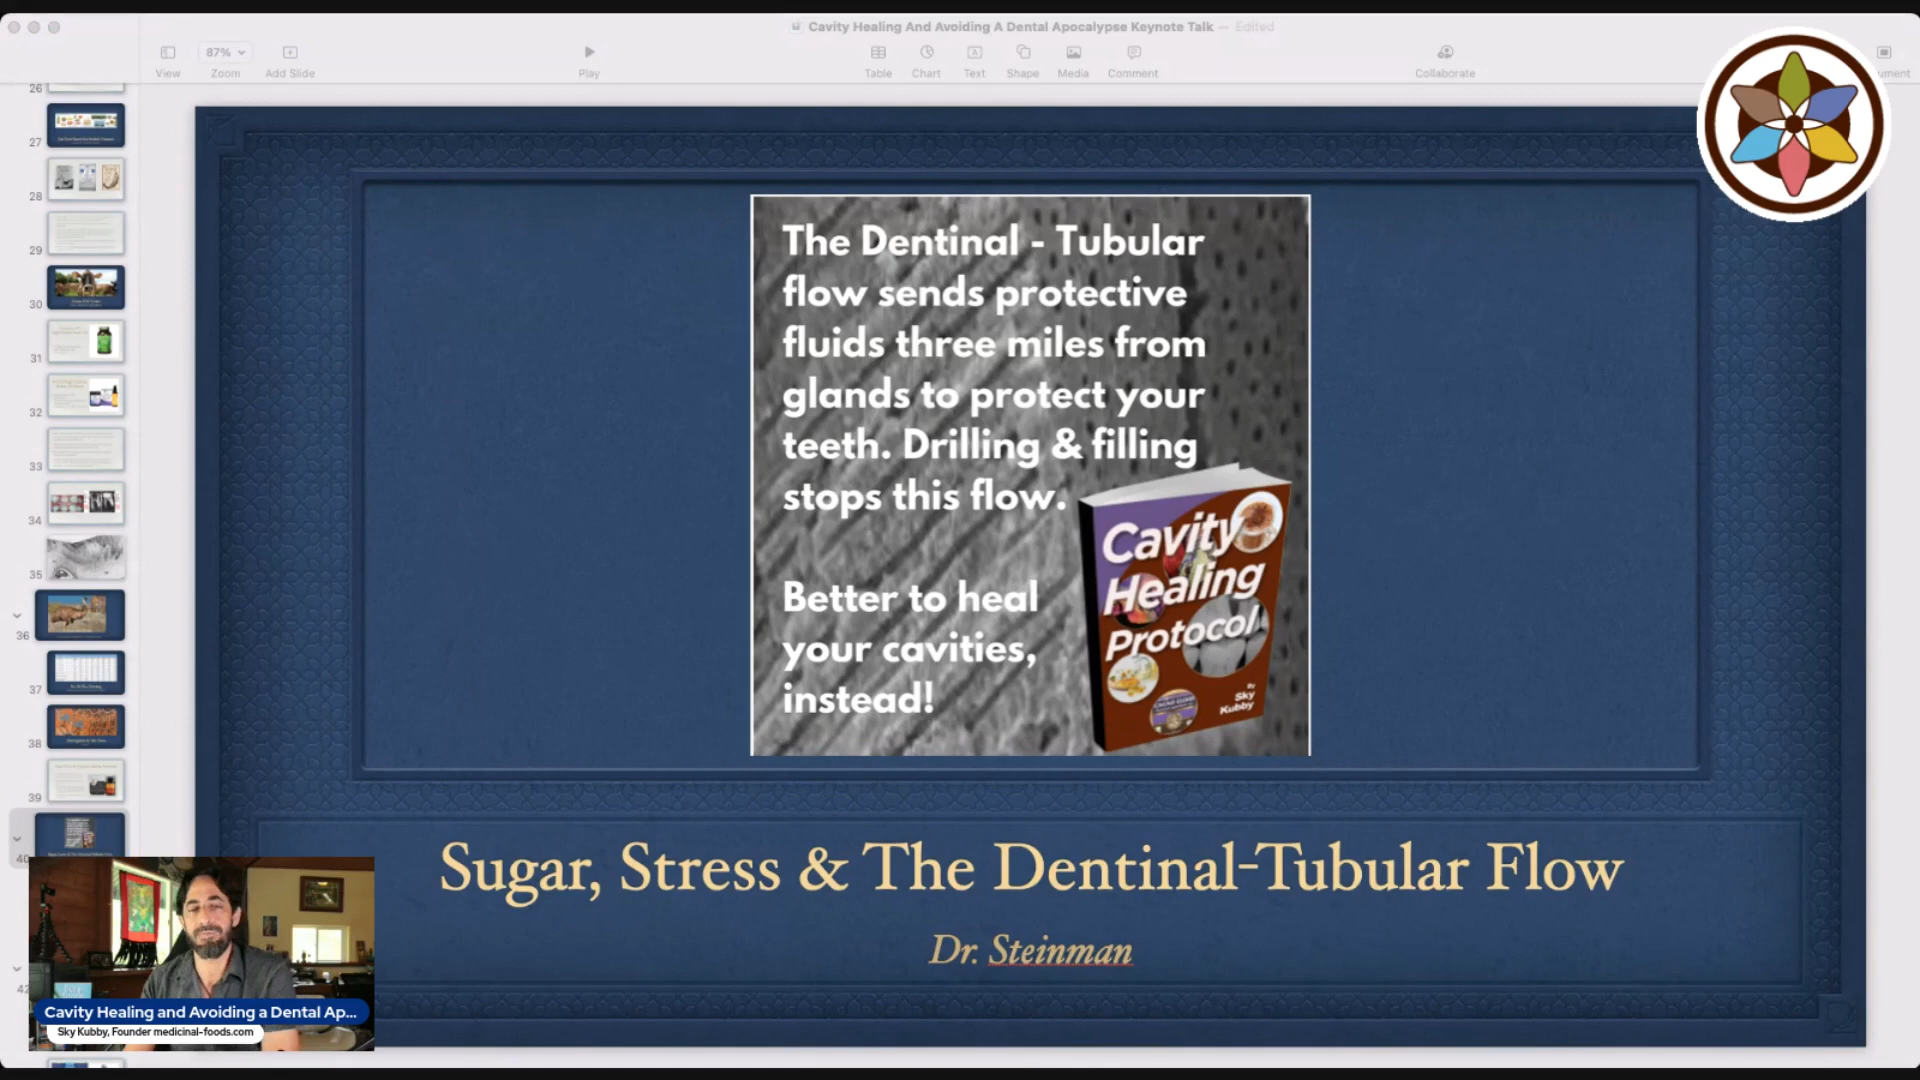 Cavity Healing And Avoiding A Dental Apocalypse Keynote Talk — Edited
87%
View
Zoom
Add Slide
Play
Table
Chart
Text
Shape
Media
Comment
Collaborate
26
27
28
29
30
31
32
33
34
35
36
37
38
39
40
The Dentinal - Tubular
flow sends protective
fluids three miles from
glands to protect your
teeth. Drilling & filling
stops this flow.
Better to heal
your cavities,
instead!
Cavity
Healing
Protocol
By
Sky
Kubby
Sugar, Stress & The Dentinal-Tubular Flow
Dr. Steinman
Cavity Healing and Avoiding a Dental Ap...
Sky Kubby, Founder medicinal-foods.com